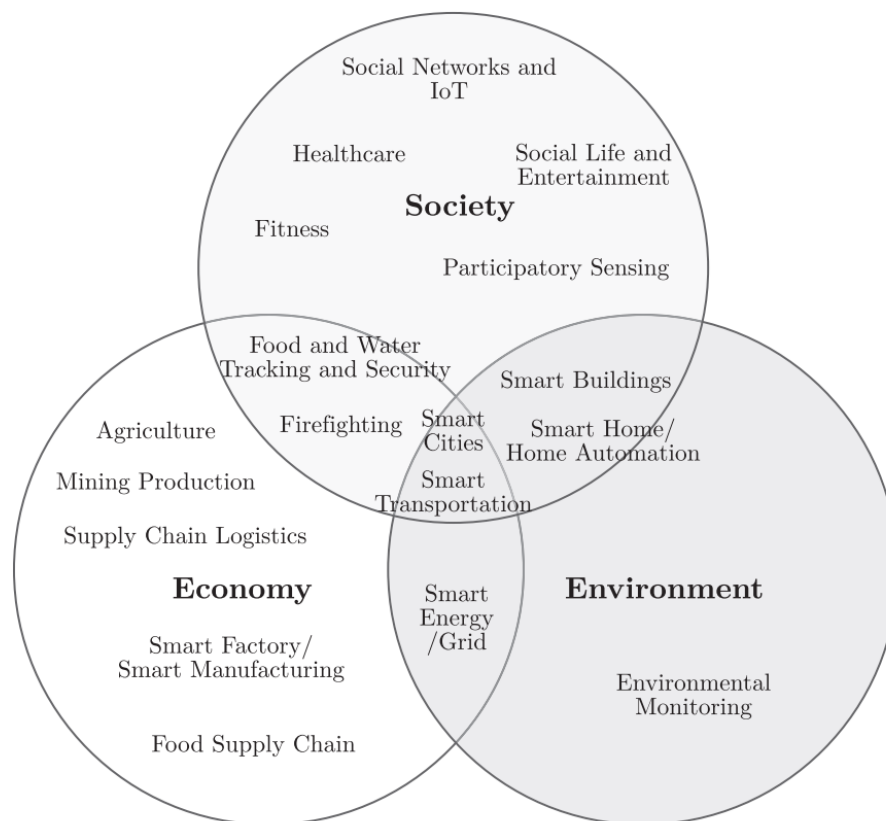 Social Networks and
IoT
Healthcare
Social Life and
Entertainment
Society
Fitness
Participatory Sensing
Food and Water
Tracking and Security
Smart Buildings
Firefighting
Smart
Cities
Smart Home/
Home Automation
Agriculture
Mining Production
Smart
Transportation
Supply Chain Logistics
Economy
Environment
Smart
Energy
/Grid
Smart Factory/
Smart Manufacturing
Environmental
Monitoring
Food Supply Chain